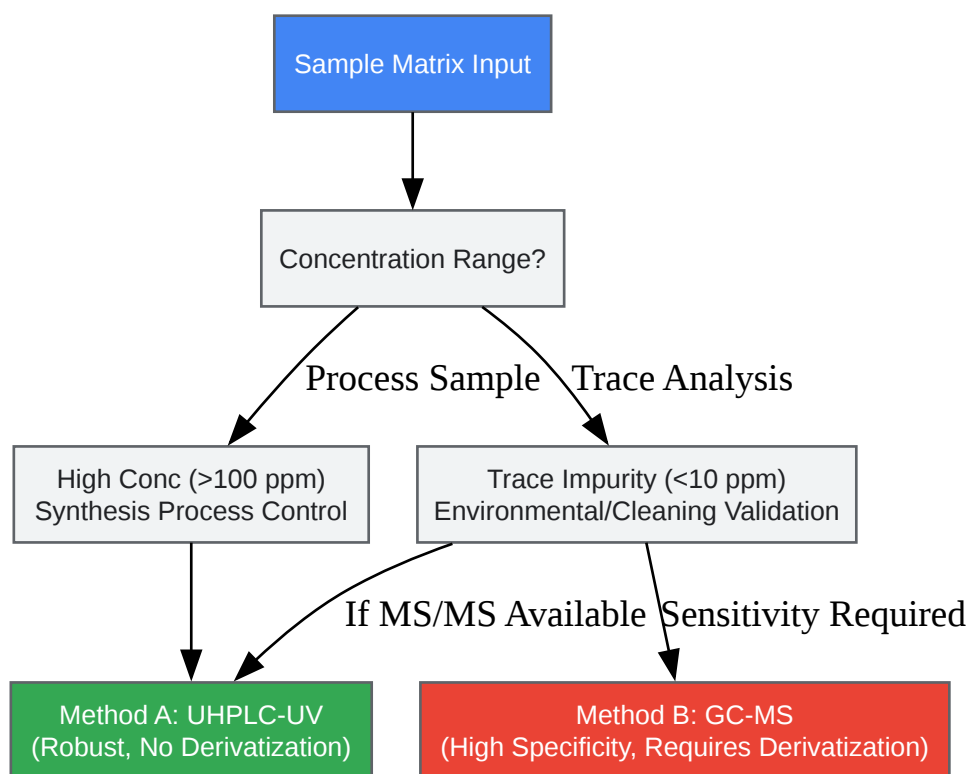 Sample Matrix Input
Concentration Range?
Process Sample
Trace Analysis
High Conc (>100 ppm)
Synthesis Process Control
Trace Impurity (<10 ppm)
Environmental/Cleaning Validation
If MS/MS Available
Sensitivity Required
Method A: UHPLC-UV
(Robust, No Derivatization)
Method B: GC-MS
(High Specificity, Requires Derivatization)